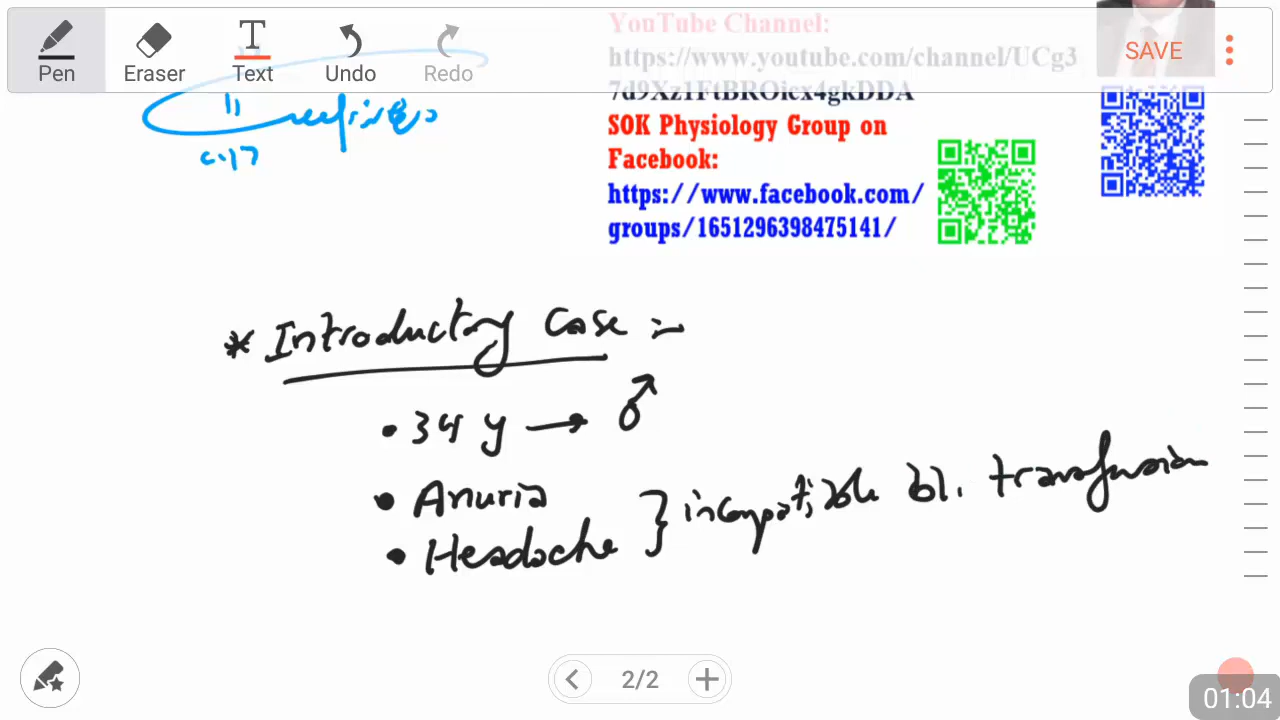 Pen
Eraser
Text
Undo
Redo
SAVE
YouTube Channel:
https://www.youtube.com/channel/UCg3
7d9Xz1FtBROicx4gkDDA
SOK Physiology Group on
Facebook:
https://www.facebook.com/
groups/1651296398475141/
* Introductory Case :-
• 34 y → ♂
• Anuria
• Headache } incompatible bl. transfusion
2/2
01:04